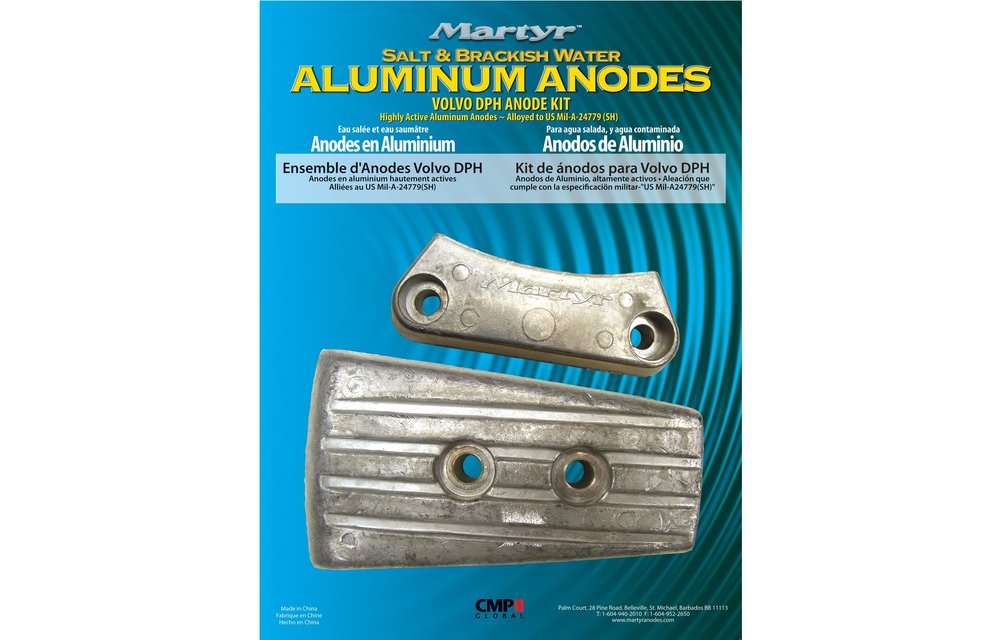 Martyr™
SALT & BRACKISH WATER
ALUMINUM ANODES
VOLVO DPH ANODE KIT
Highly Active Aluminum Anodes ~ Alloyed to US Mil-A-24779 (SH)
Eau salée et eau saumâtre
Anodes en Aluminium
Para agua salada, y agua contaminada
Anodos de Aluminio
Ensemble d'Anodes Volvo DPH
Anodes en aluminium hautement actives
Alliées au US Mil-A-24779(SH)
Kit de ánodos para Volvo DPH
Anodos de Aluminio, altamente activos • Aleación que
cumple con la especificaciön militar-"US Mil-A24779(SH)"
Martyr
Made in China
Fabrique en Chine
Hecho en China
CMP
GLOBAL
Palm Court, 28 Pine Road, Belleville, St. Michael, Barbados BB 11113
T: 1-604-940-2010 F: 1-604-952-2650
www.martyranodes.com